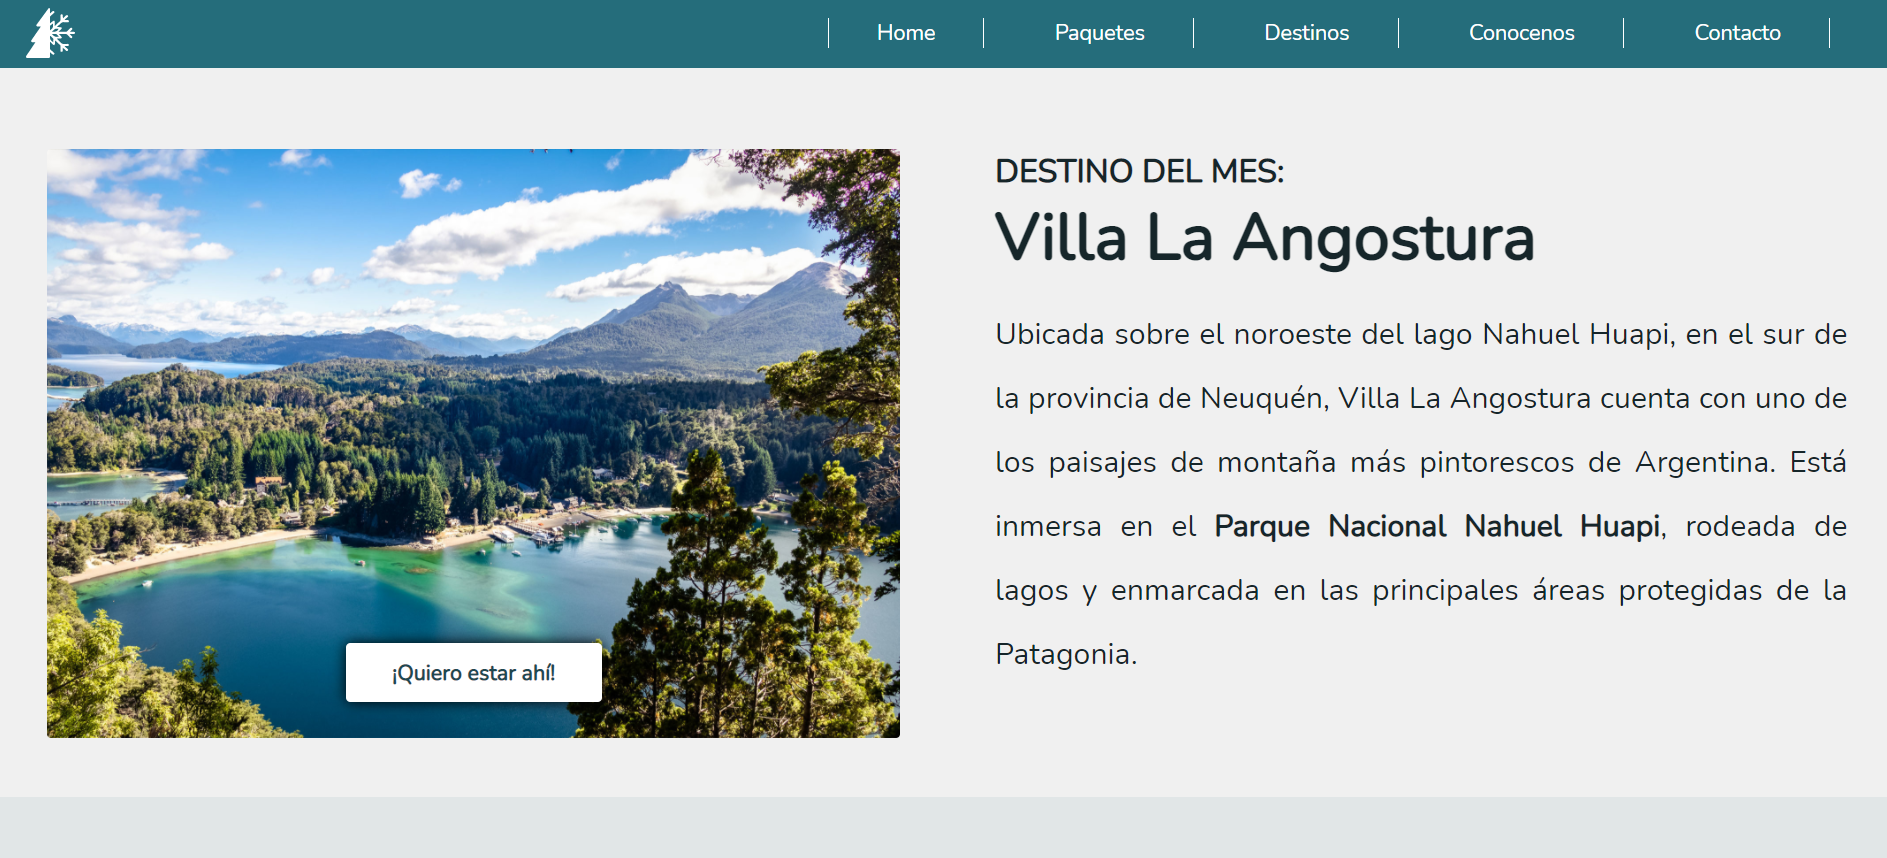 Home
Paquetes
Destinos
Conocenos
Contacto
DESTINO DEL MES:
Villa La Angostura
Ubicada sobre el noroeste del lago Nahuel Huapi, en el sur de
la provincia de Neuquén, Villa La Angostura cuenta con uno de
los paisajes de montaña más pintorescos de Argentina. Está
inmersa en el Parque Nacional Nahuel Huapi, rodeada de
lagos y enmarcada en las principales áreas protegidas de la
Patagonia.
¡Quiero estar ahí!